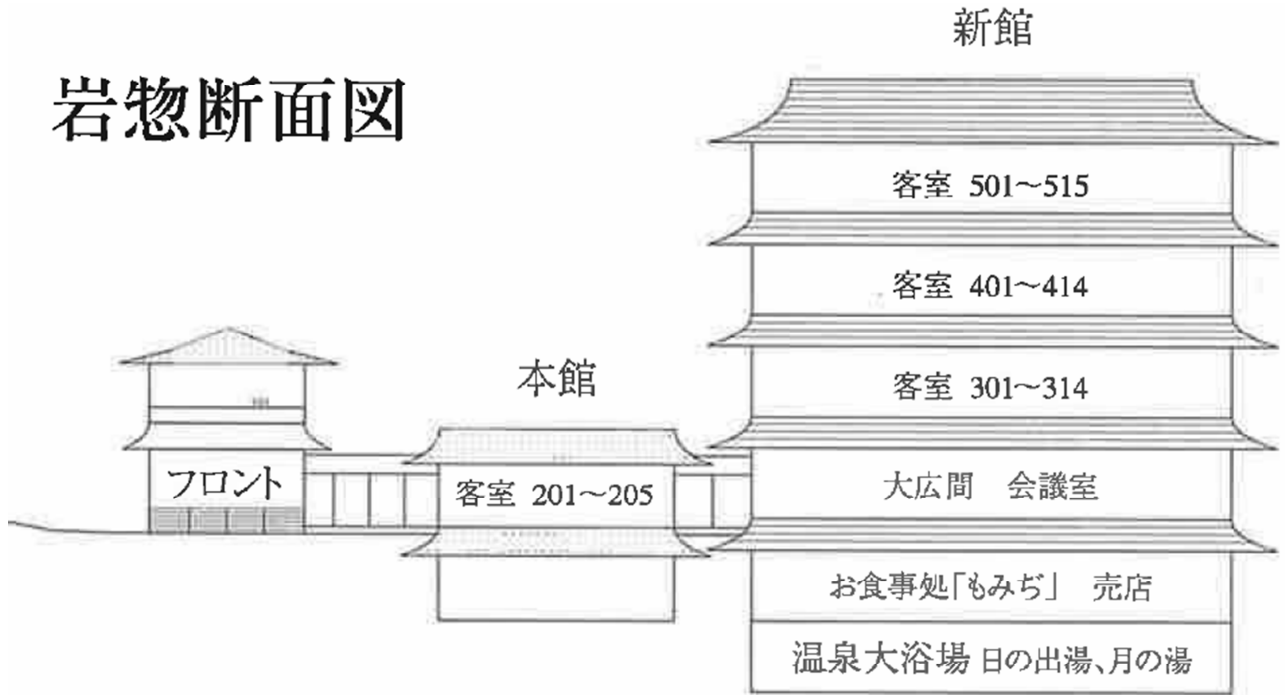 岩惣断面図
新館
客室 501〜515
客室 401〜414
客室 301〜314
大広間 会議室
お食事処「もみぢ」 売店
温泉大浴場 日の出湯、月の湯
本館
客室 201〜205
フロント